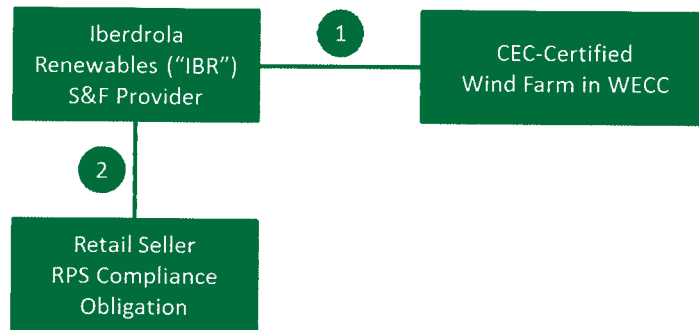 Iberdrola
Renewables (“IBR”)
S&F Provider
1
CEC-Certified
Wind Farm in WECC
2
Retail Seller
RPS Compliance
Obligation